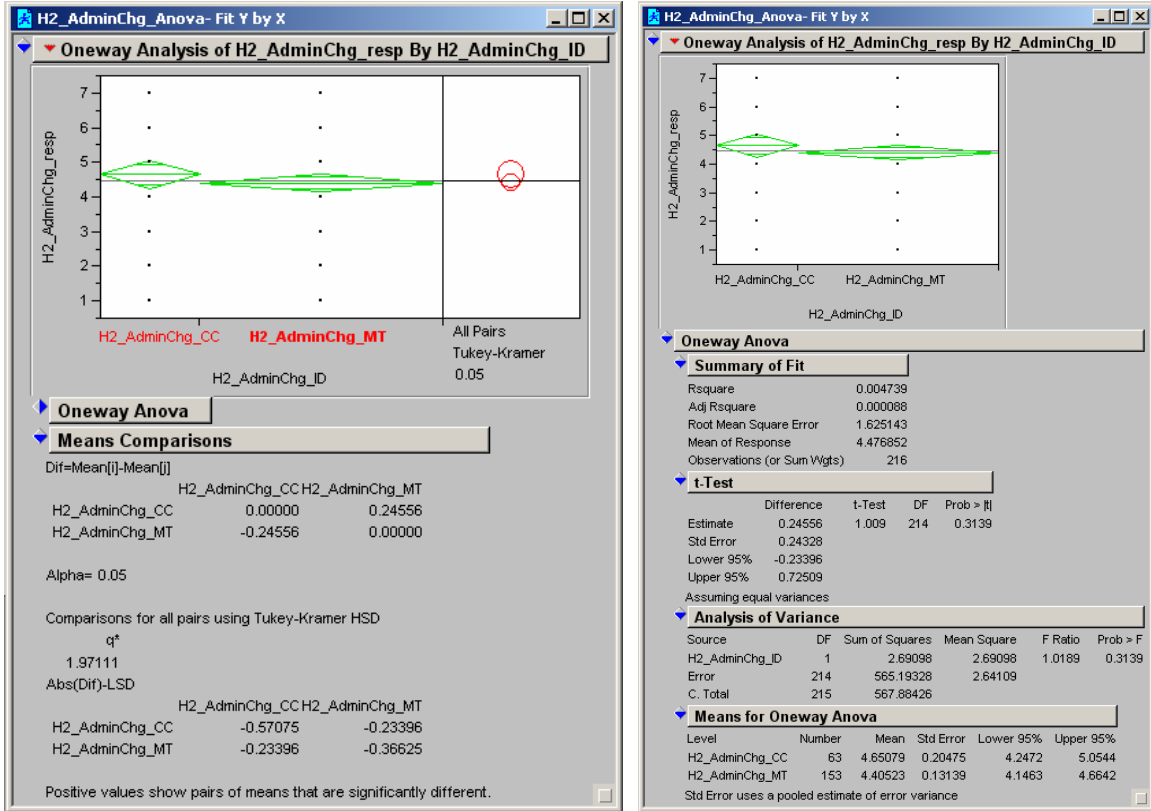 H2_AdminChg_Anova- Fit Y by X
Oneway Analysis of H2_AdminChg_resp By H2_AdminChg_ID
H2_AdminChg_resp
7
6
5
4
3
2
1
H2_AdminChg_CC H2_AdminChg_MT
All Pairs
Tukey-Kramer
0.05
H2_AdminChg_ID
Oneway Anova
Means Comparisons
Dif=Mean[i]-Mean[j]
H2_AdminChg_CC H2_AdminChg_MT
H2_AdminChg_CC 0.00000 0.24556
H2_AdminChg_MT -0.24556 0.00000
Alpha= 0.05
Comparisons for all pairs using Tukey-Kramer HSD
q*
1.97111
Abs(Dif)-LSD
H2_AdminChg_CC H2_AdminChg_MT
H2_AdminChg_CC -0.57075 -0.23396
H2_AdminChg_MT -0.23396 -0.36625
Positive values show pairs of means that are significantly different.
H2_AdminChg_Anova- Fit Y by X
Oneway Analysis of H2_AdminChg_resp By H2_AdminChg_ID
H2_AdminChg_resp
7
6
5
4
3
2
1
H2_AdminChg_CC H2_AdminChg_MT
H2_AdminChg_ID
Oneway Anova
Summary of Fit
Rsquare 0.004739
Adj Rsquare 0.000088
Root Mean Square Error 1.625143
Mean of Response 4.476852
Observations (or Sum Wgts) 216
t-Test
Difference t-Test DF Prob > |t|
Estimate 0.24556 1.009 214 0.3139
Std Error 0.24328
Lower 95% -0.23396
Upper 95% 0.72509
Assuming equal variances
Analysis of Variance
Source DF Sum of Squares Mean Square F Ratio Prob > F
H2_AdminChg_ID 1 2.69098 2.69098 1.0189 0.3139
Error 214 565.19328 2.64109
C. Total 215 567.88426
Means for Oneway Anova
Level Number Mean Std Error Lower 95% Upper 95%
H2_AdminChg_CC 63 4.65079 0.20475 4.2472 5.0544
H2_AdminChg_MT 153 4.40523 0.13139 4.1463 4.6642
Std Error uses a pooled estimate of error variance